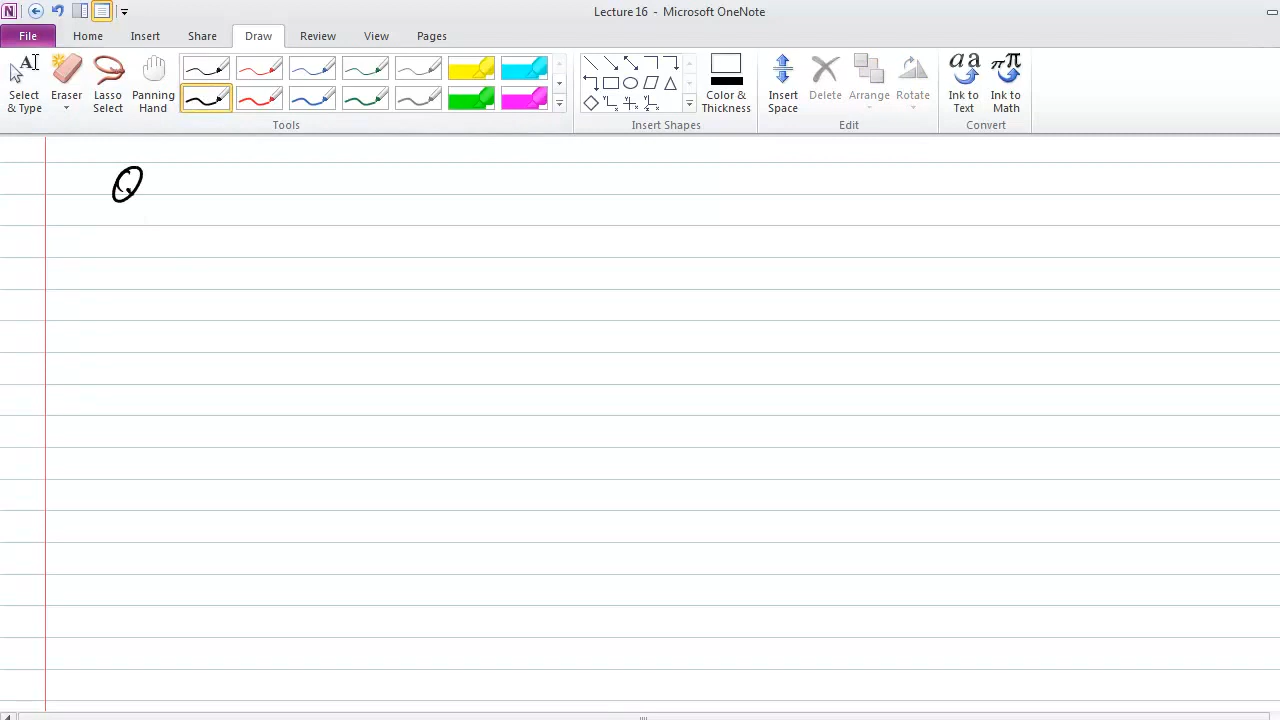 Lecture 16 - Microsoft OneNote
File Home Insert Share Draw Review View Pages
Select & Type Eraser Lasso Select Panning Hand Color & Thickness Insert Space Delete Arrange Rotate Ink to Text Ink to Math
Tools Insert Shapes Edit Convert